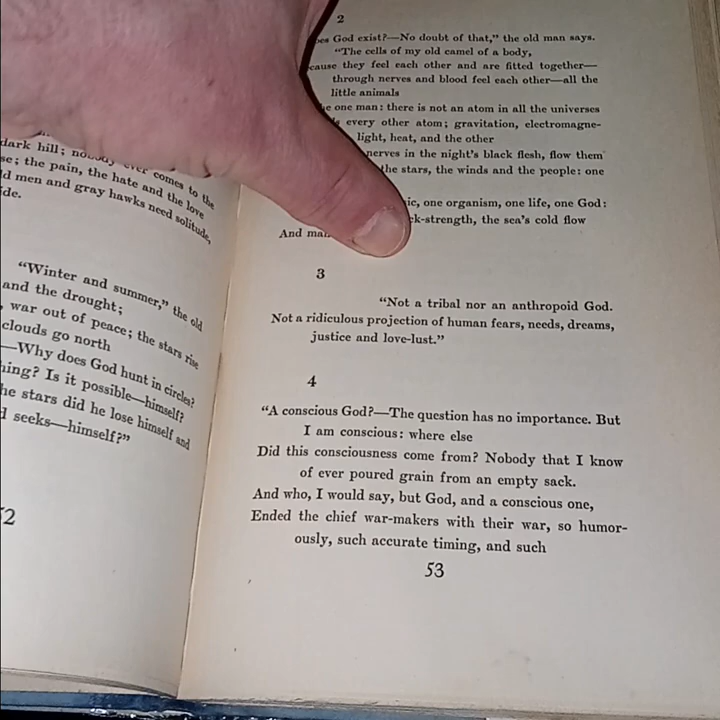 dark hill; nobody ever comes to the
se; the pain, the hate and the love
d men and gray hawks need solitude,
ide.
"Winter and summer," the old
and the drought;
, war out of peace; the stars rise
clouds go north
—Why does God hunt in circles?
hing? Is it possible—himself?
he stars did he lose himself and
d seeks—himself?"
52
2
oes God exist?—No doubt of that," the old man says.
"The cells of my old camel of a body,
cause they feel each other and are fitted together—
through nerves and blood feel each other—all the
little animals
he one man: there is not an atom in all the universes
every other atom; gravitation, electromagne-
light, heat, and the other
nerves in the night's black flesh, flow them
the stars, the winds and the people: one
ic, one organism, one life, one God:
ck-strength, the sea's cold flow
And man
3
"Not a tribal nor an anthropoid God.
Not a ridiculous projection of human fears, needs, dreams,
justice and love-lust."
4
"A conscious God?—The question has no importance. But
I am conscious: where else
Did this consciousness come from? Nobody that I know
of ever poured grain from an empty sack.
And who, I would say, but God, and a conscious one,
Ended the chief war-makers with their war, so humor-
ously, such accurate timing, and such
53